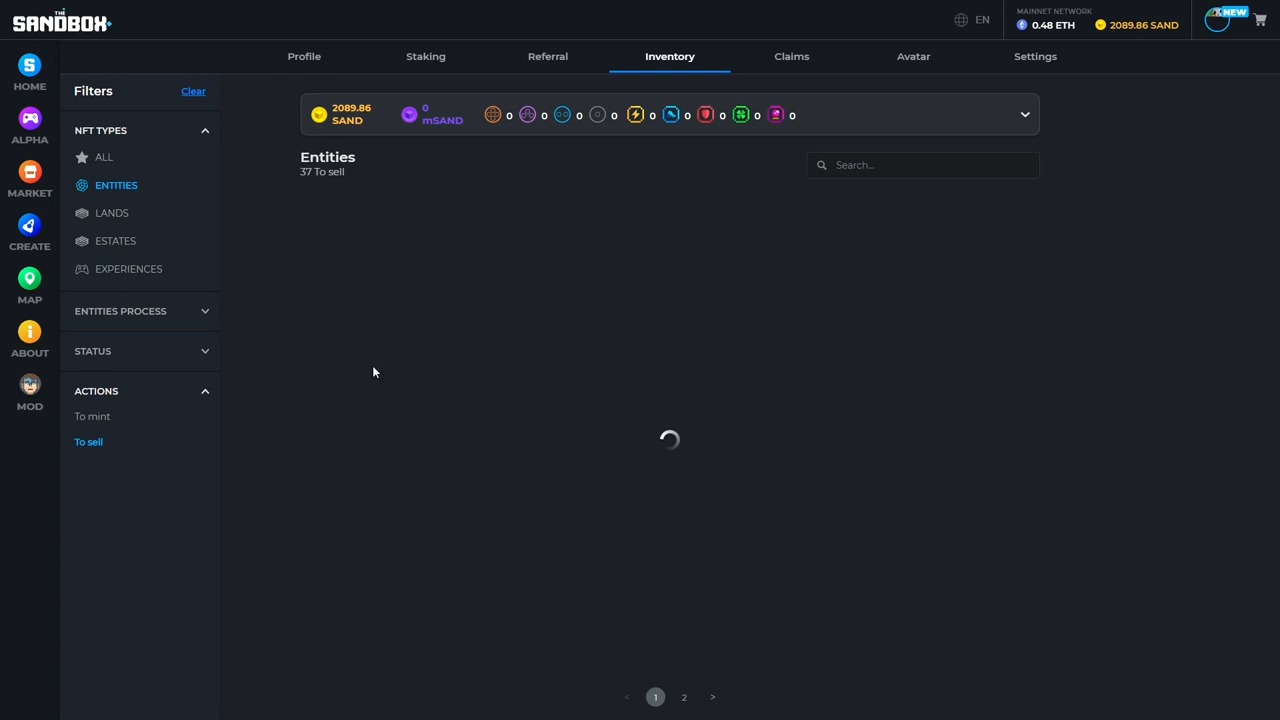 THE
SANDBOX
EN
MAINNET NETWORK
0.48 ETH
2089.86 SAND
NEW
Profile
Staking
Referral
Inventory
Claims
Avatar
Settings
HOME
ALPHA
MARKET
CREATE
MAP
ABOUT
MOD
Filters
Clear
NFT TYPES
ALL
ENTITIES
LANDS
ESTATES
EXPERIENCES
ENTITIES PROCESS
STATUS
ACTIONS
To mint
To sell
2089.86
SAND
0
mSAND
0 0 0 0 0 0 0 0 0
Entities
37 To sell
Search...
< 1 2 >